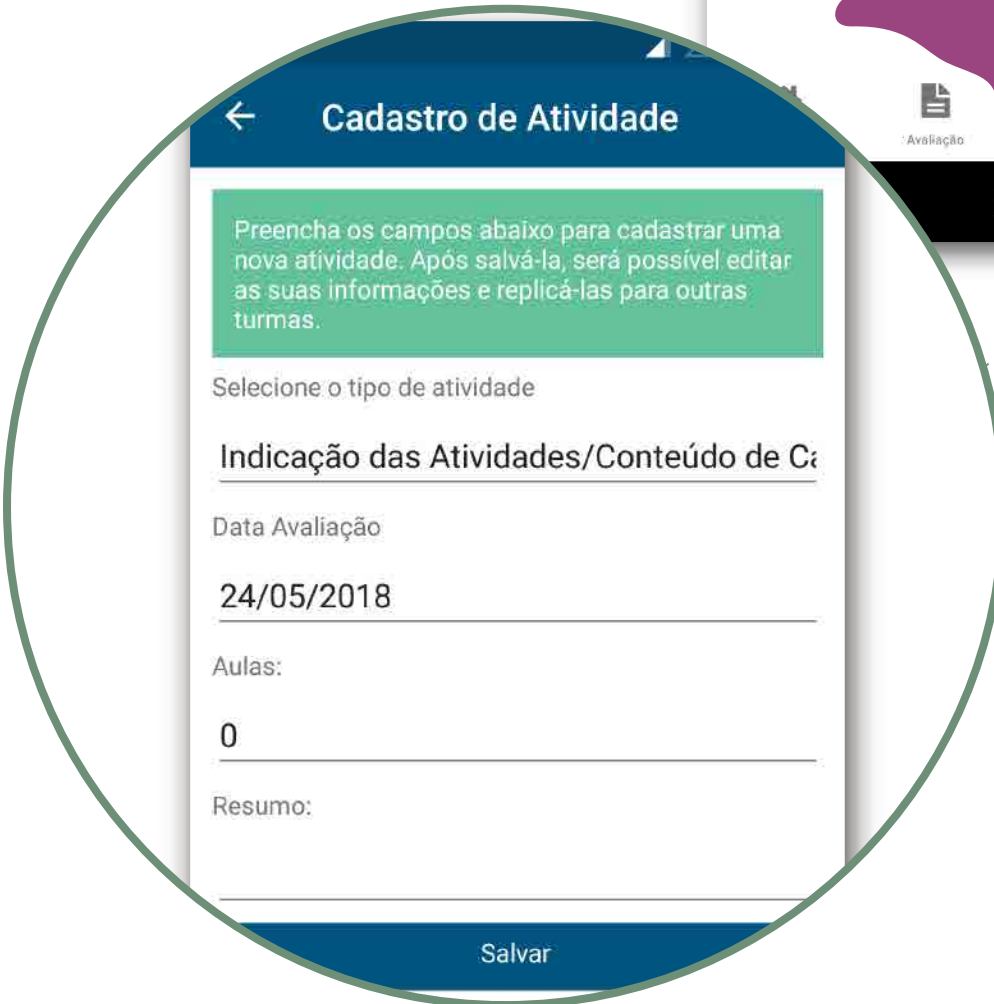 Cadastro de Atividade
Avaliação
Preencha os campos abaixo para cadastrar uma
nova atividade. Após salvá-la, será possível editar
as suas informações e replicá-las para outras
turmas.
Selecione o tipo de atividade
Indicação das Atividades/Conteúdo de Ca
Data Avaliação
24/05/2018
Aulas:
0
Resumo:
Salvar